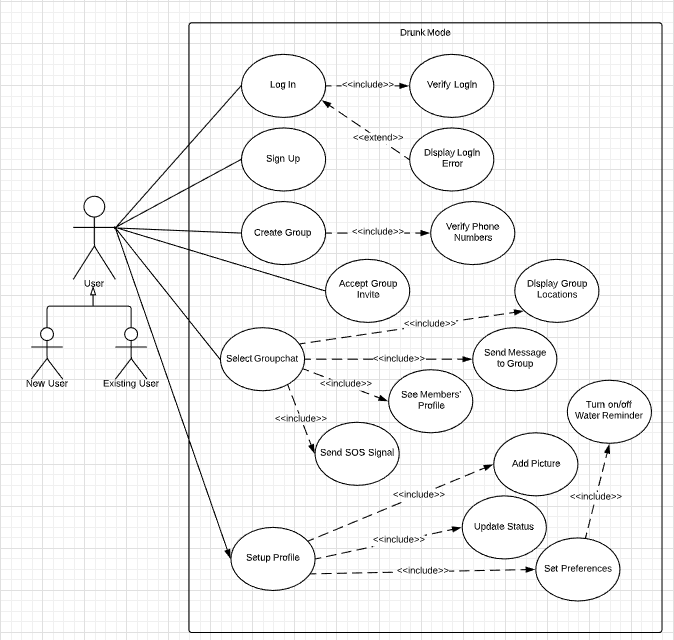 Drunk Mode
Log In
<<include>>
Verify Login
<<extend>>
Sign Up
Display Login
Error
Create Group
<<include>>
Verify Phone
Numbers
User
Accept Group
Invite
Display Group
Locations
New User
Existing User
Select Groupchat
<<include>>
<<include>>
Send Message
to Group
<<include>>
See Members'
Profile
Turn on/off
Water Reminder
<<include>>
Send SOS Signal
Add Picture
<<include>>
<<include>>
Update Status
<<include>>
Setup Profile
<<include>>
Set Preferences